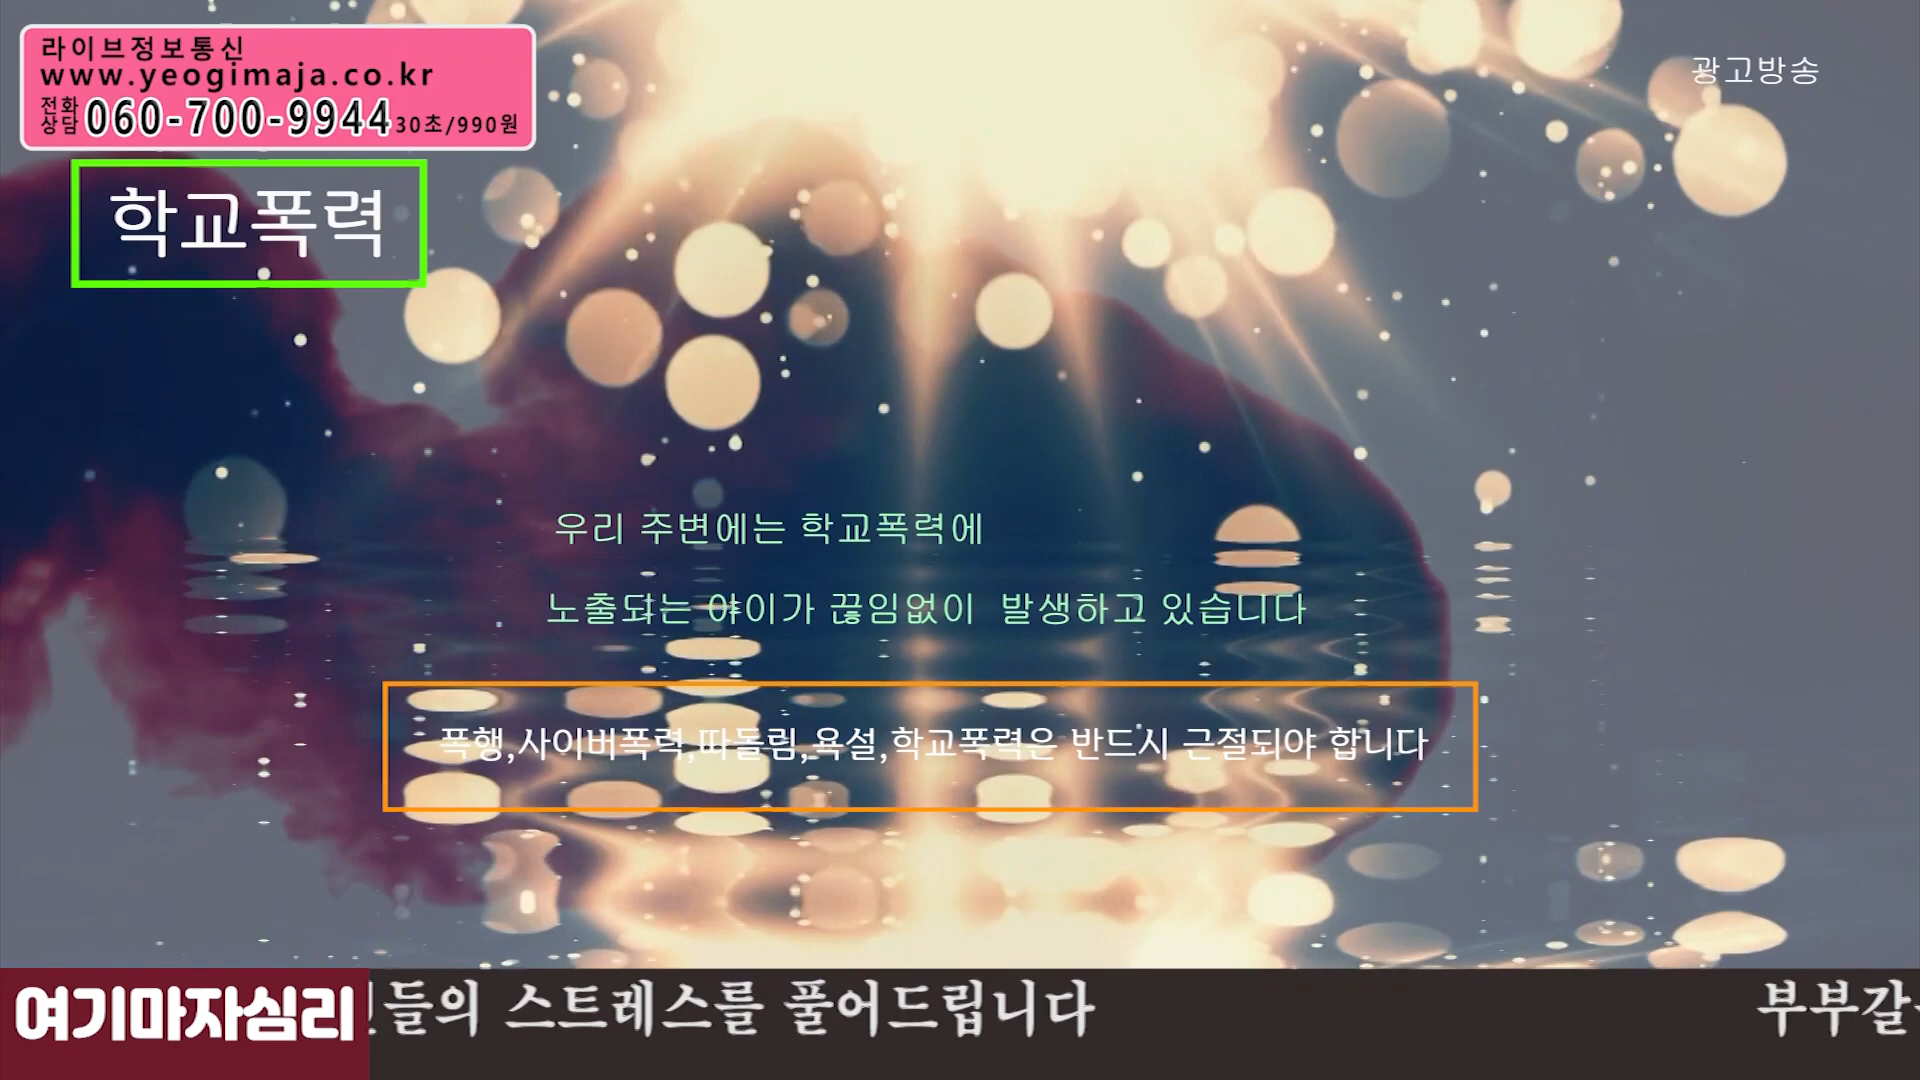 라이브정보통신
www.yeogimaja.co.kr
전화상담 060-700-9944 30초/990원
광고방송
학교폭력
우리 주변에는 학교폭력에
노출되는 아이가 끊임없이 발생하고 있습니다
폭행,사이버폭력,따돌림,욕설,학교폭력은 반드시 근절되야 합니다
여기마자심리
들의 스트레스를 풀어드립니다
부부갈